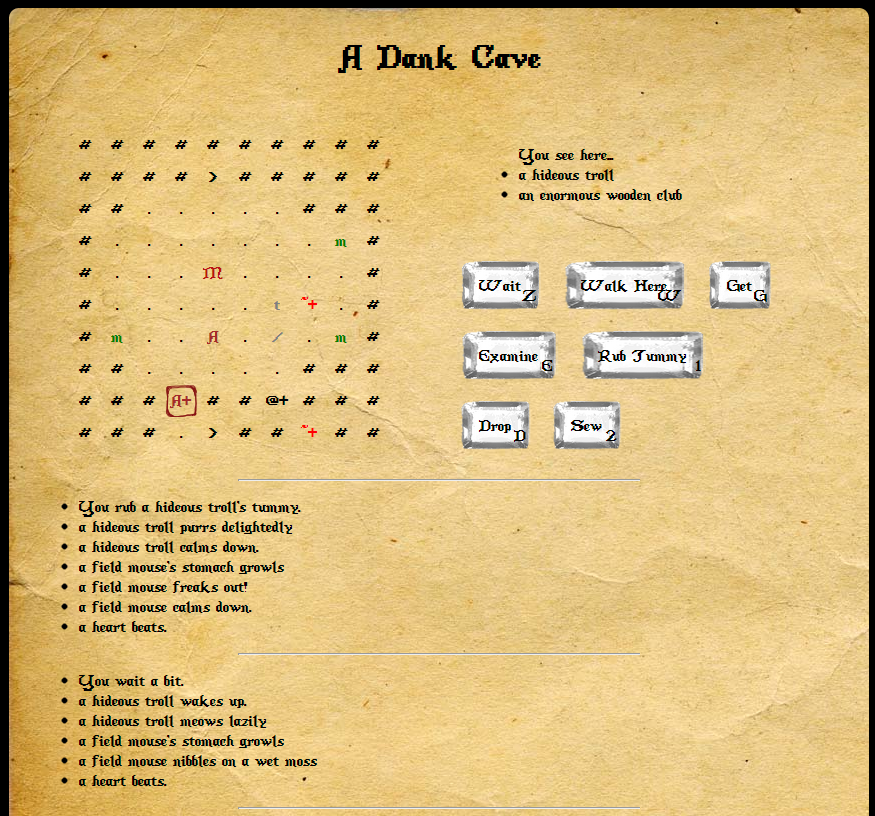 A Dank Cave
# # # # # # # # # #
# # # # > # # # # #
# # . . . . . # # #
# . . . . . . . m #
# . . . M . . . . #
# . . . . . t ~+ . #
# m . . A . / . m #
# # . . . . . # # #
# # # A+ # # @+ # # #
# # # . > # # ~+ # #
You see here...
a hideous troll
an enormous wooden club
Wait Z
Walk Here W
Get G
Examine E
Rub Tummy 1
Drop D
Sew 2
You rub a hideous troll's tummy.
a hideous troll purrs delightedly
a hideous troll calms down.
a field mouse's stomach growls
a field mouse freaks out!
a field mouse calms down.
a heart beats.
You wait a bit.
a hideous troll wakes up.
a hideous troll meows lazily
a field mouse's stomach growls
a field mouse nibbles on a wet moss
a heart beats.